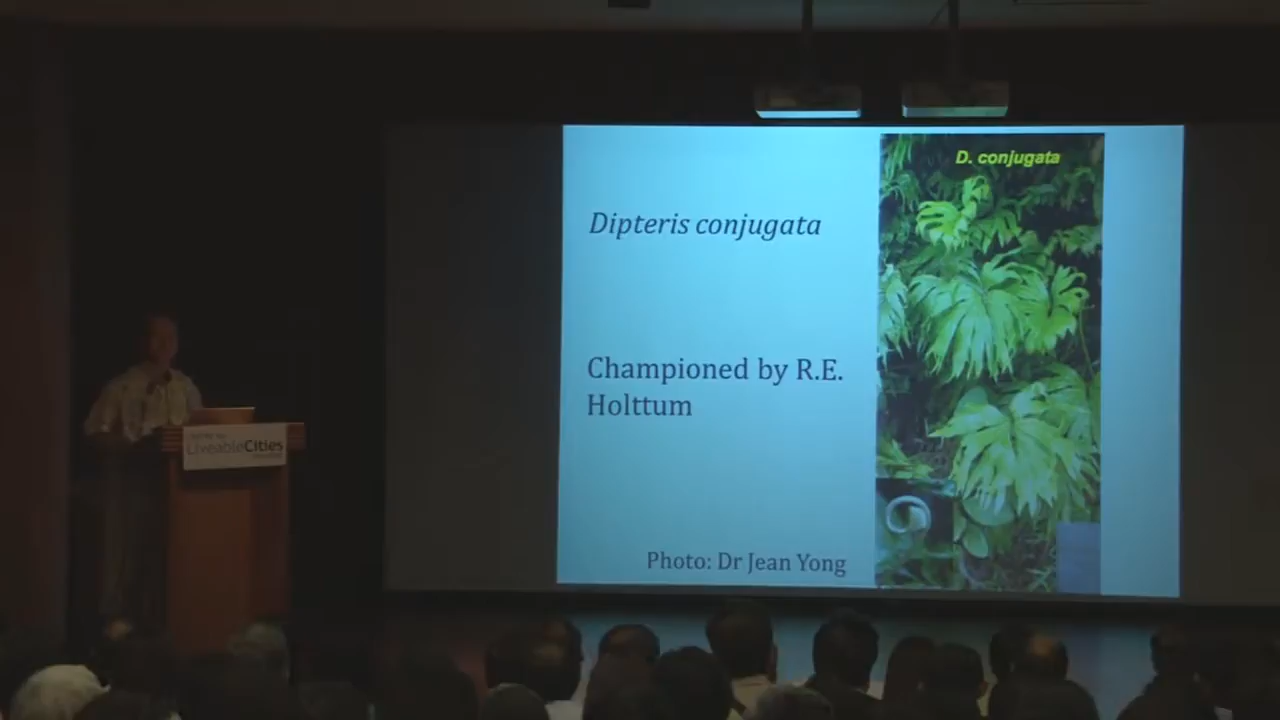 D. conjugata
Dipteris conjugata
Championed by R.E.
Holttum
Photo: Dr Jean Yong
LiveableCities